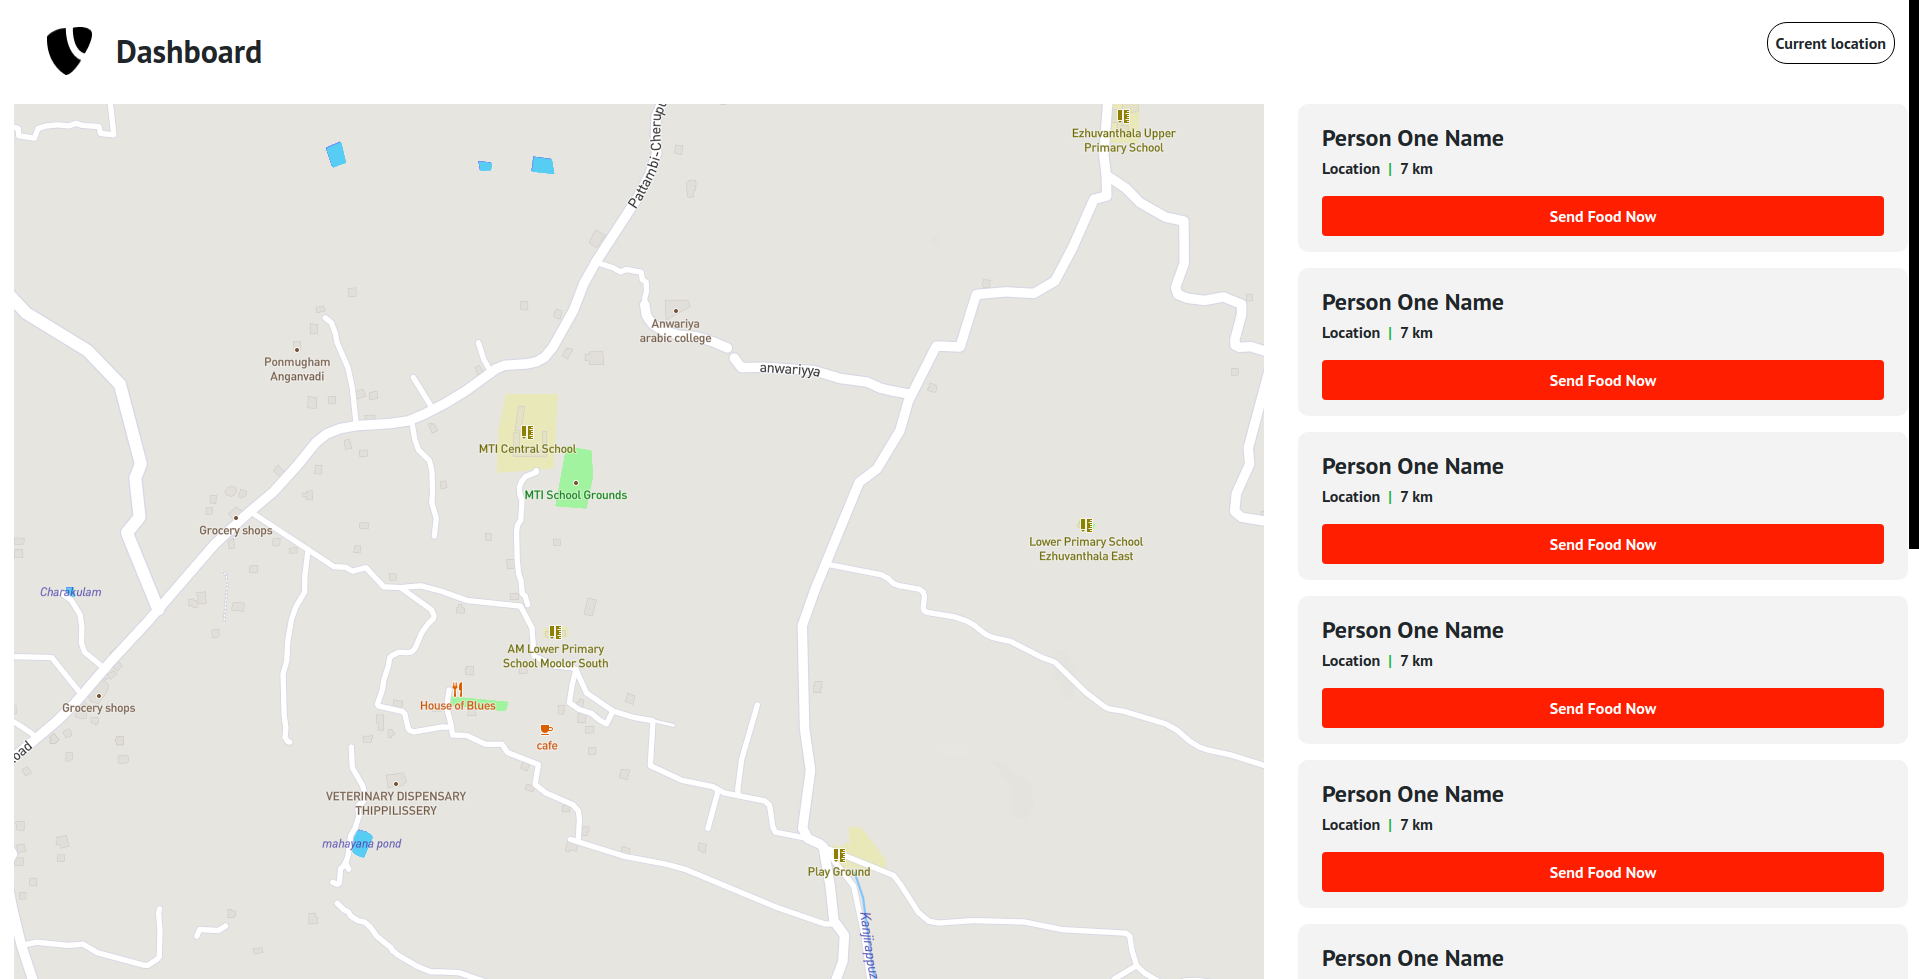 Dashboard
Current location
Pattambi-Cherupu
Ezhuvanthala Upper
Primary School
Anwariya
arabic college
anwariyya
Ponmugham
Anganvadi
MTI Central School
MTI School Grounds
Grocery shops
Lower Primary School
Ezhuvanthala East
Charakulam
AM Lower Primary
School Moolor South
House of Blues
Grocery shops
cafe
oad
VETERINARY DISPENSARY
THIPPILISSERY
mahayana pond
Play Ground
Kanjirappuz
Person One Name
Location | 7 km
Send Food Now
Person One Name
Location | 7 km
Send Food Now
Person One Name
Location | 7 km
Send Food Now
Person One Name
Location | 7 km
Send Food Now
Person One Name
Location | 7 km
Send Food Now
Person One Name